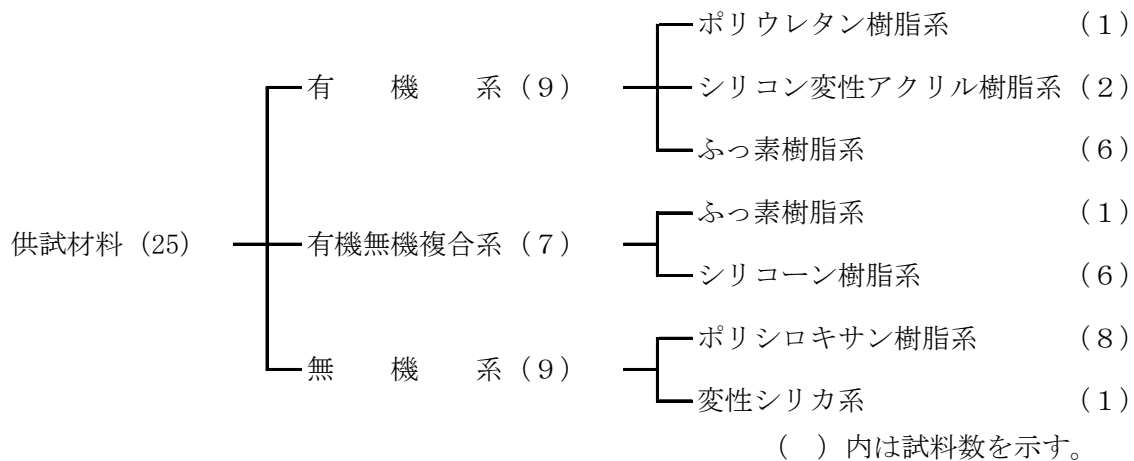 ポリウレタン樹脂系 (1)
有 機 系 (9) シリコン変性アクリル樹脂系 (2)
ふっ素樹脂系 (6)
ふっ素樹脂系 (1)
供試材料 (25) 有機無機複合系 (7)
シリコーン樹脂系 (6)
ポリシロキサン樹脂系 (8)
無 機 系 (9)
変性シリカ系 (1)
( )内は試料数を示す。